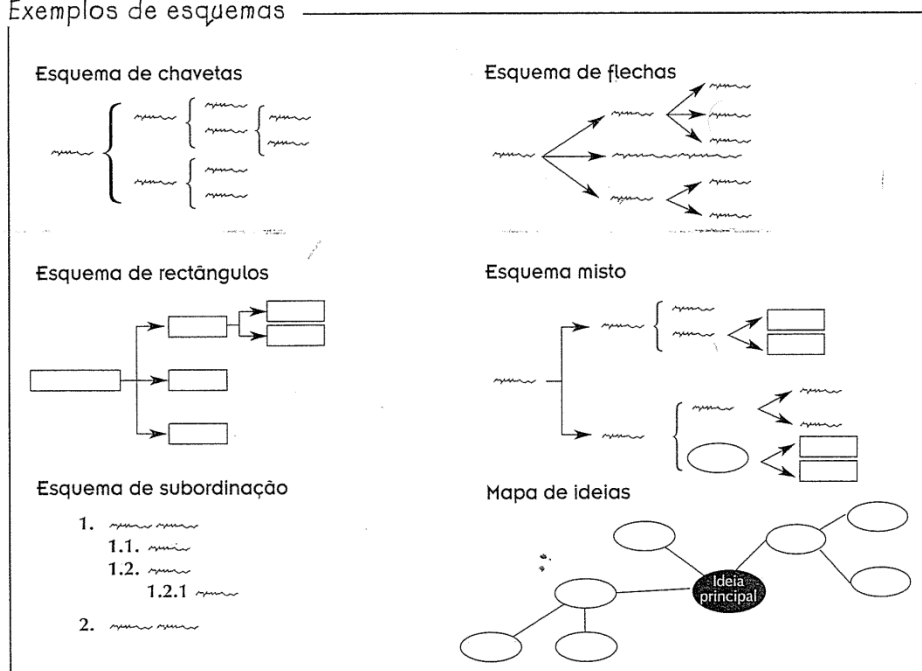 Exemplos de esquemas
Esquema de chavetas
Esquema de flechas
Esquema de rectângulos
Esquema misto
Esquema de subordinação
1.
1.1.
1.2.
1.2.1
2.
Mapa de ideias
Ideia
principal